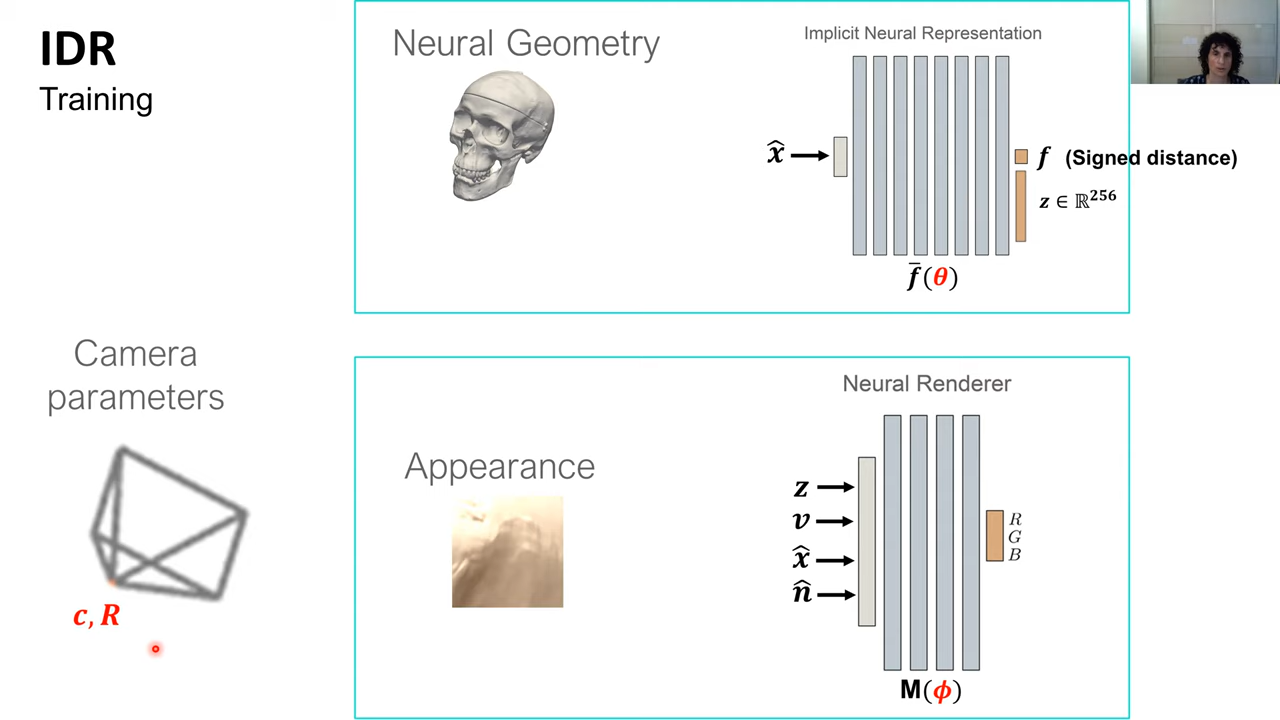 IDR
Training
Neural Geometry
Implicit Neural Representation
x̂
f (Signed distance)
z ∈ ℝ²⁵⁶
f̄(θ)
Camera
parameters
c, R
Appearance
Neural Renderer
z
v
x̂
n̂
R
G
B
M(ϕ)